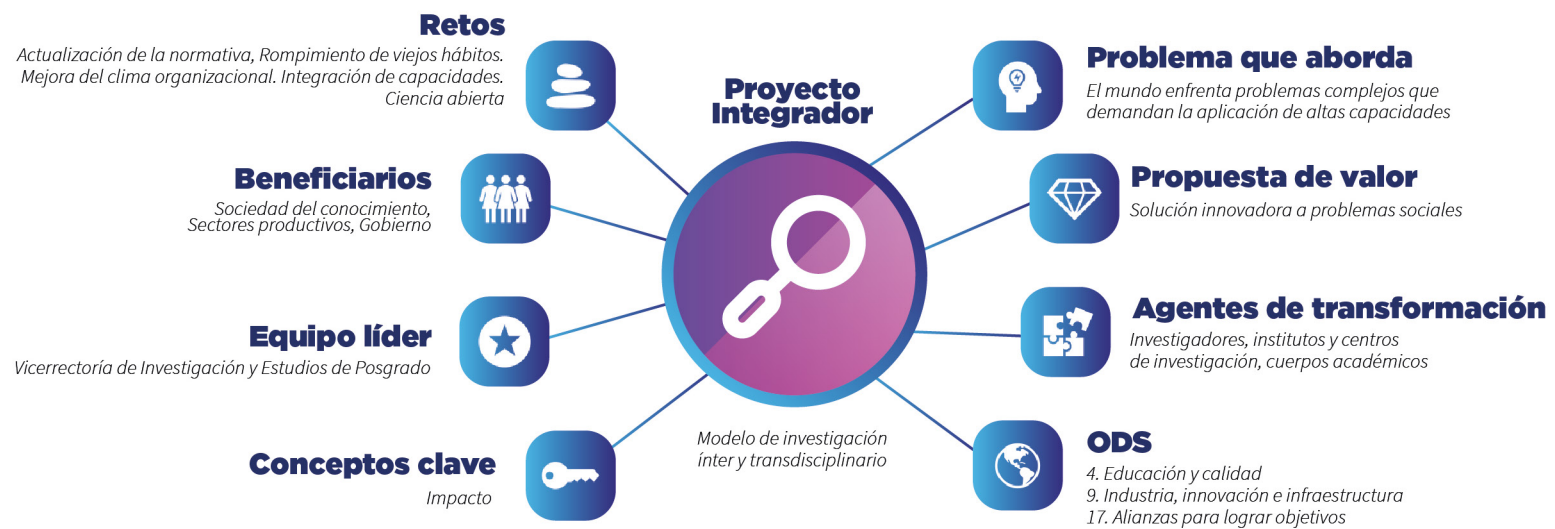 Retos
Actualización de la normativa, Rompimiento de viejos hábitos.
Mejora del clima organizacional. Integración de capacidades.
Ciencia abierta
Beneficiarios
Sociedad del conocimiento,
Sectores productivos, Gobierno
Equipo líder
Vicerrectoría de Investigación y Estudios de Posgrado
Conceptos clave
Impacto
Proyecto
Integrador
Modelo de investigación
ínter y transdisciplinario
Problema que aborda
El mundo enfrenta problemas complejos que
demandan la aplicación de altas capacidades
Propuesta de valor
Solución innovadora a problemas sociales
Agentes de transformación
Investigadores, institutos y centros
de investigación, cuerpos académicos
ODS
4. Educación y calidad
9. Industria, innovación e infraestructura
17. Alianzas para lograr objetivos